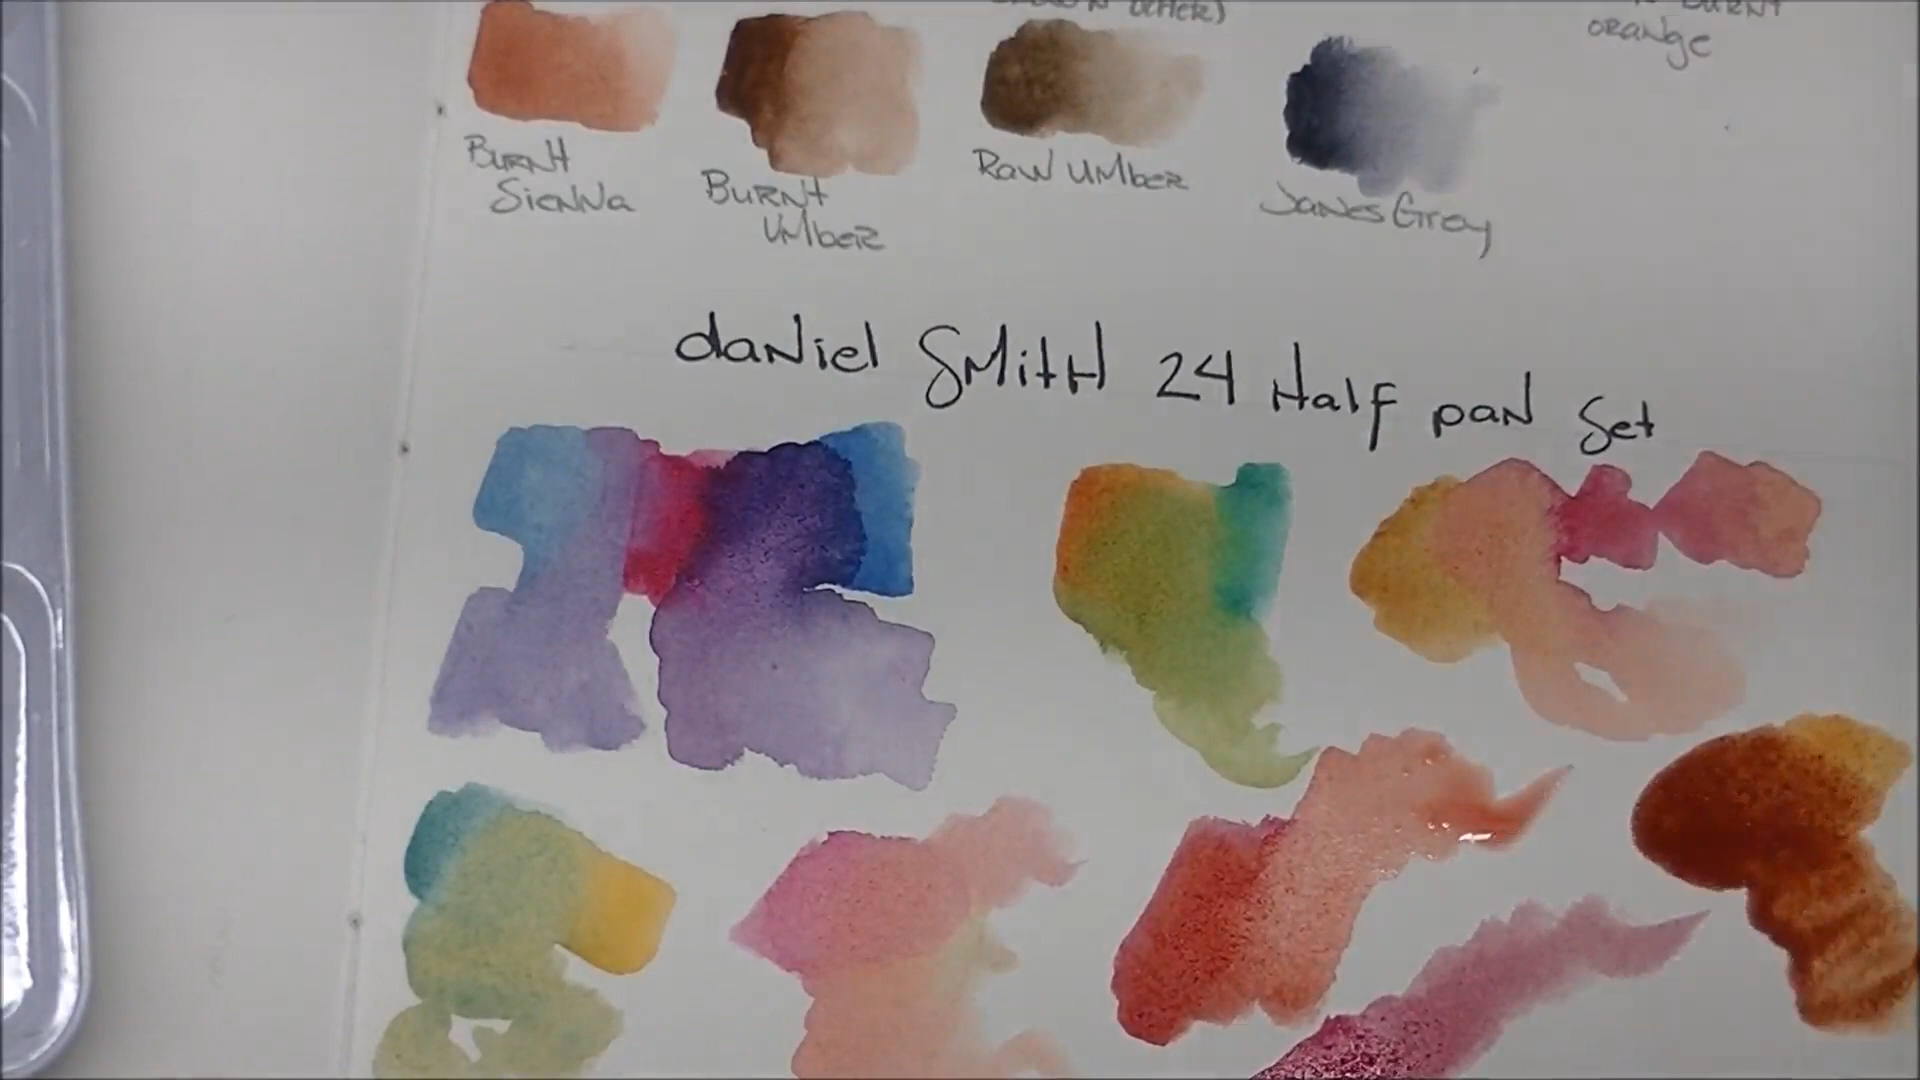 orange
Burnt
Sienna
Burnt
Umber
Raw Umber
Janes Grey
daniel Smith 24 Half pan Set